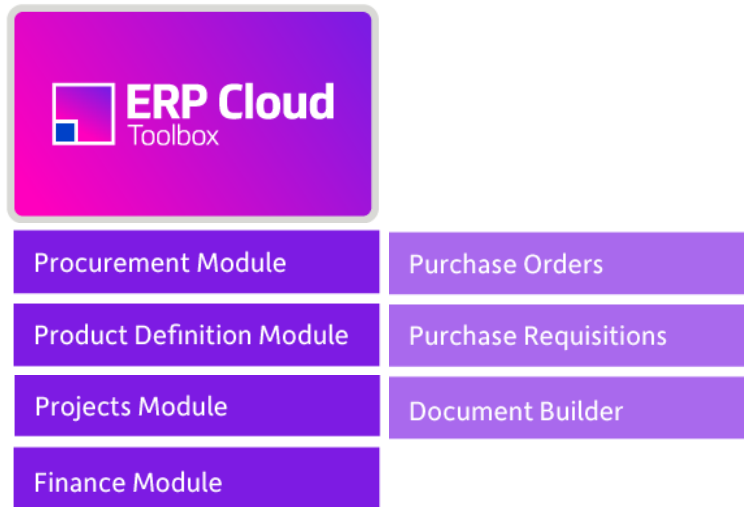 ERP Cloud
Toolbox
Procurement Module
Purchase Orders
Product Definition Module
Purchase Requisitions
Projects Module
Document Builder
Finance Module